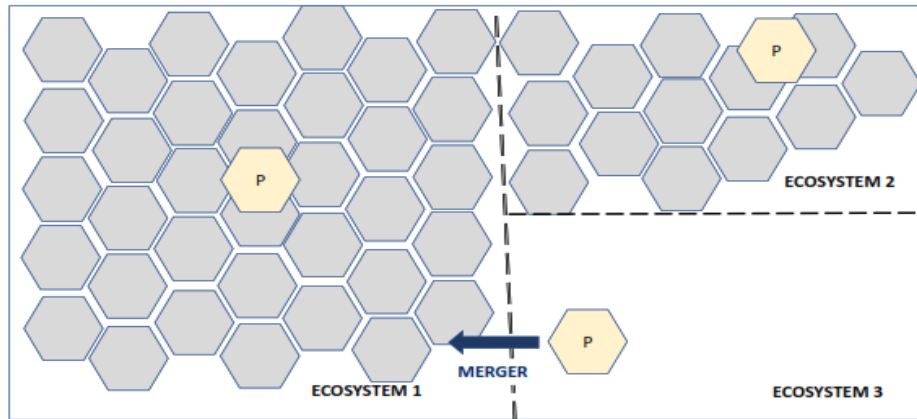 P
P
ECOSYSTEM 2
P
MERGER
ECOSYSTEM 1
ECOSYSTEM 3